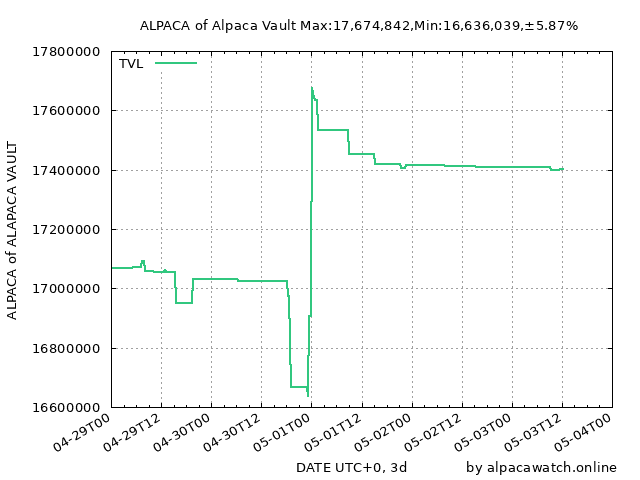 ALPACA of Alpaca Vault Max:17,674,842,Min:16,636,039,±5.87%
TVL
ALPACA of ALAPACA VAULT
17800000
17600000
17400000
17200000
17000000
16800000
16600000
04-29T00
04-29T12
04-30T00
04-30T12
05-01T00
05-01T12
05-02T00
05-02T12
05-03T00
05-03T12
05-04T00
DATE UTC+0, 3d
by alpacawatch.online